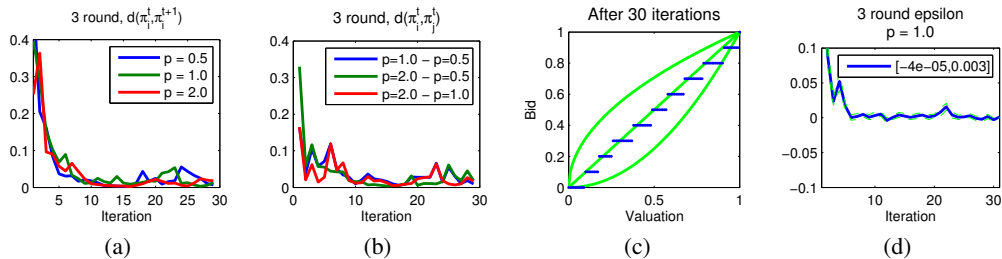 3 round, d(π_i^t,π_i^{t+1})
0.4
0.3
0.2
0.1
0
p = 0.5
p = 1.0
p = 2.0
5 10 15 20 25 30
Iteration
(a)
3 round, d(π_i^t,π_j^t)
0.4
0.3
0.2
0.1
0
p=1.0 − p=0.5
p=2.0 − p=0.5
p=2.0 − p=1.0
0 10 20 30
Iteration
(b)
After 30 iterations
Bid
1
0.8
0.6
0.4
0.2
0
0 0.5 1
Valuation
(c)
3 round epsilon
p = 1.0
0.1
0.05
0
−0.05
−0.1
[−4e−05,0.003]
10 20 30
Iteration
(d)